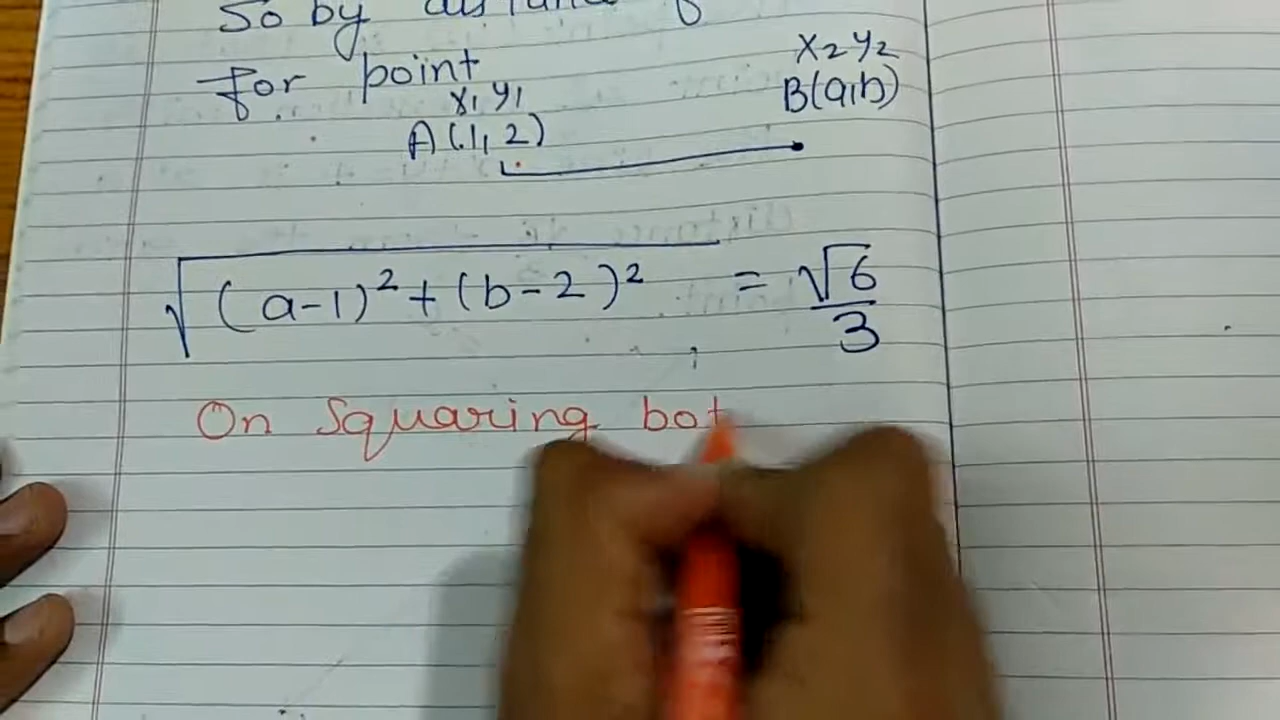 So by
for point
x1 y1
x2 y2
A(1, 2)
B(a,b)
√(a-1)² + (b-2)² = √6/3
On Squaring bot